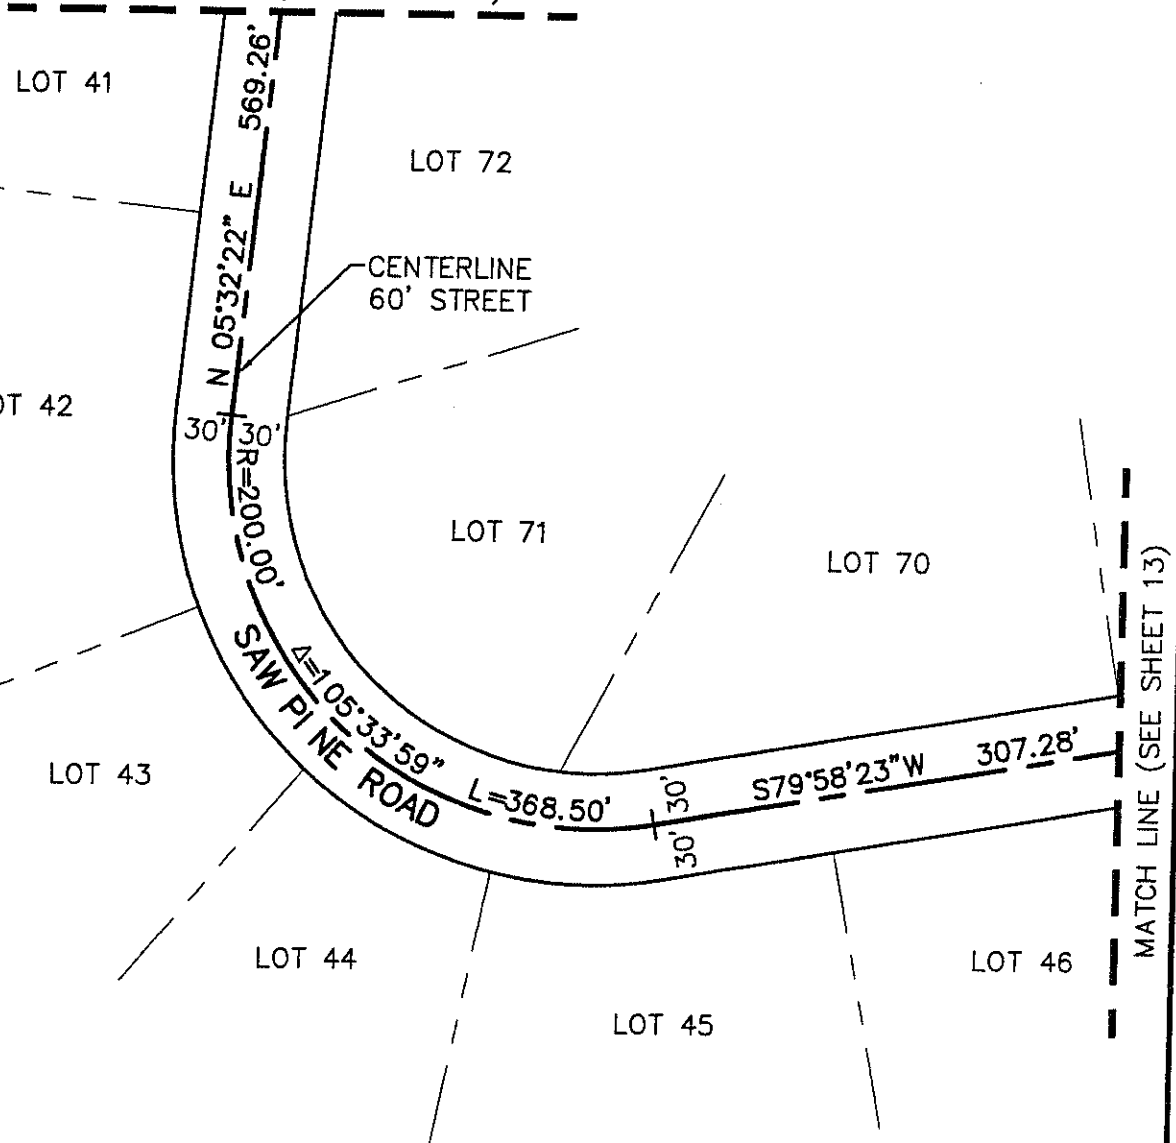 LOT 41
N 05°32'22" E 569.26'
LOT 72
CENTERLINE
60' STREET
OT 42
30' 30'
R=200.00'
LOT 71
LOT 70
MATCH LINE (SEE SHEET 13)
SAW PINE ROAD
Δ=105°33'59" L=368.50'
30'
30'
S79°58'23"W 307.28'
LOT 43
LOT 44
LOT 45
LOT 46